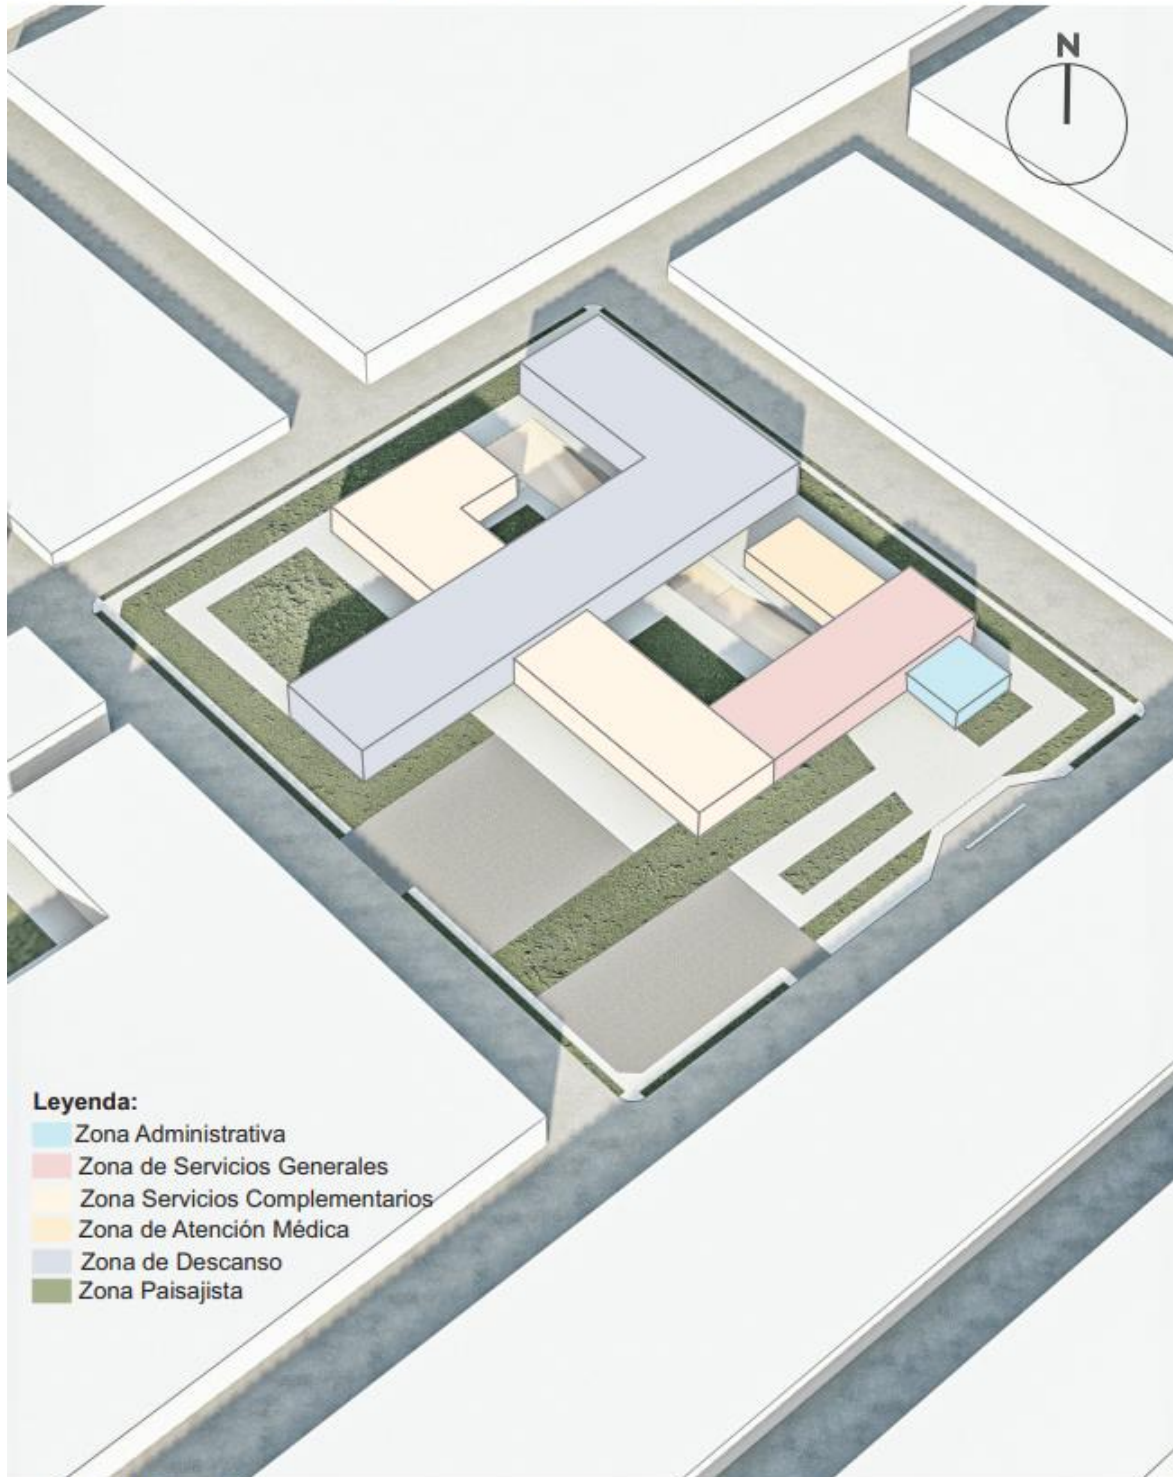 N
Leyenda:
Zona Administrativa
Zona de Servicios Generales
Zona Servicios Complementarios
Zona de Atención Médica
Zona de Descanso
Zona Paisajista